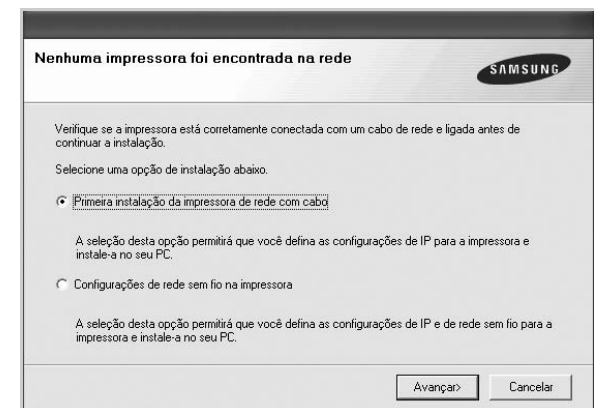 Nenhuma impressora foi encontrada na rede
SAMSUNG
Verifique se a impressora está corretamente conectada com um cabo de rede e ligada antes de
continuar a instalação.
Selecione uma opção de instalação abaixo.
Primeira instalação da impressora de rede com cabo
A seleção desta opção permitirá que você defina as configurações de IP para a impressora e
instale-a no seu PC.
Configurações de rede sem fio na impressora
A seleção desta opção permitirá que você defina as configurações de IP e de rede sem fio para a
impressora e instale-a no seu PC.
Avançar>
Cancelar